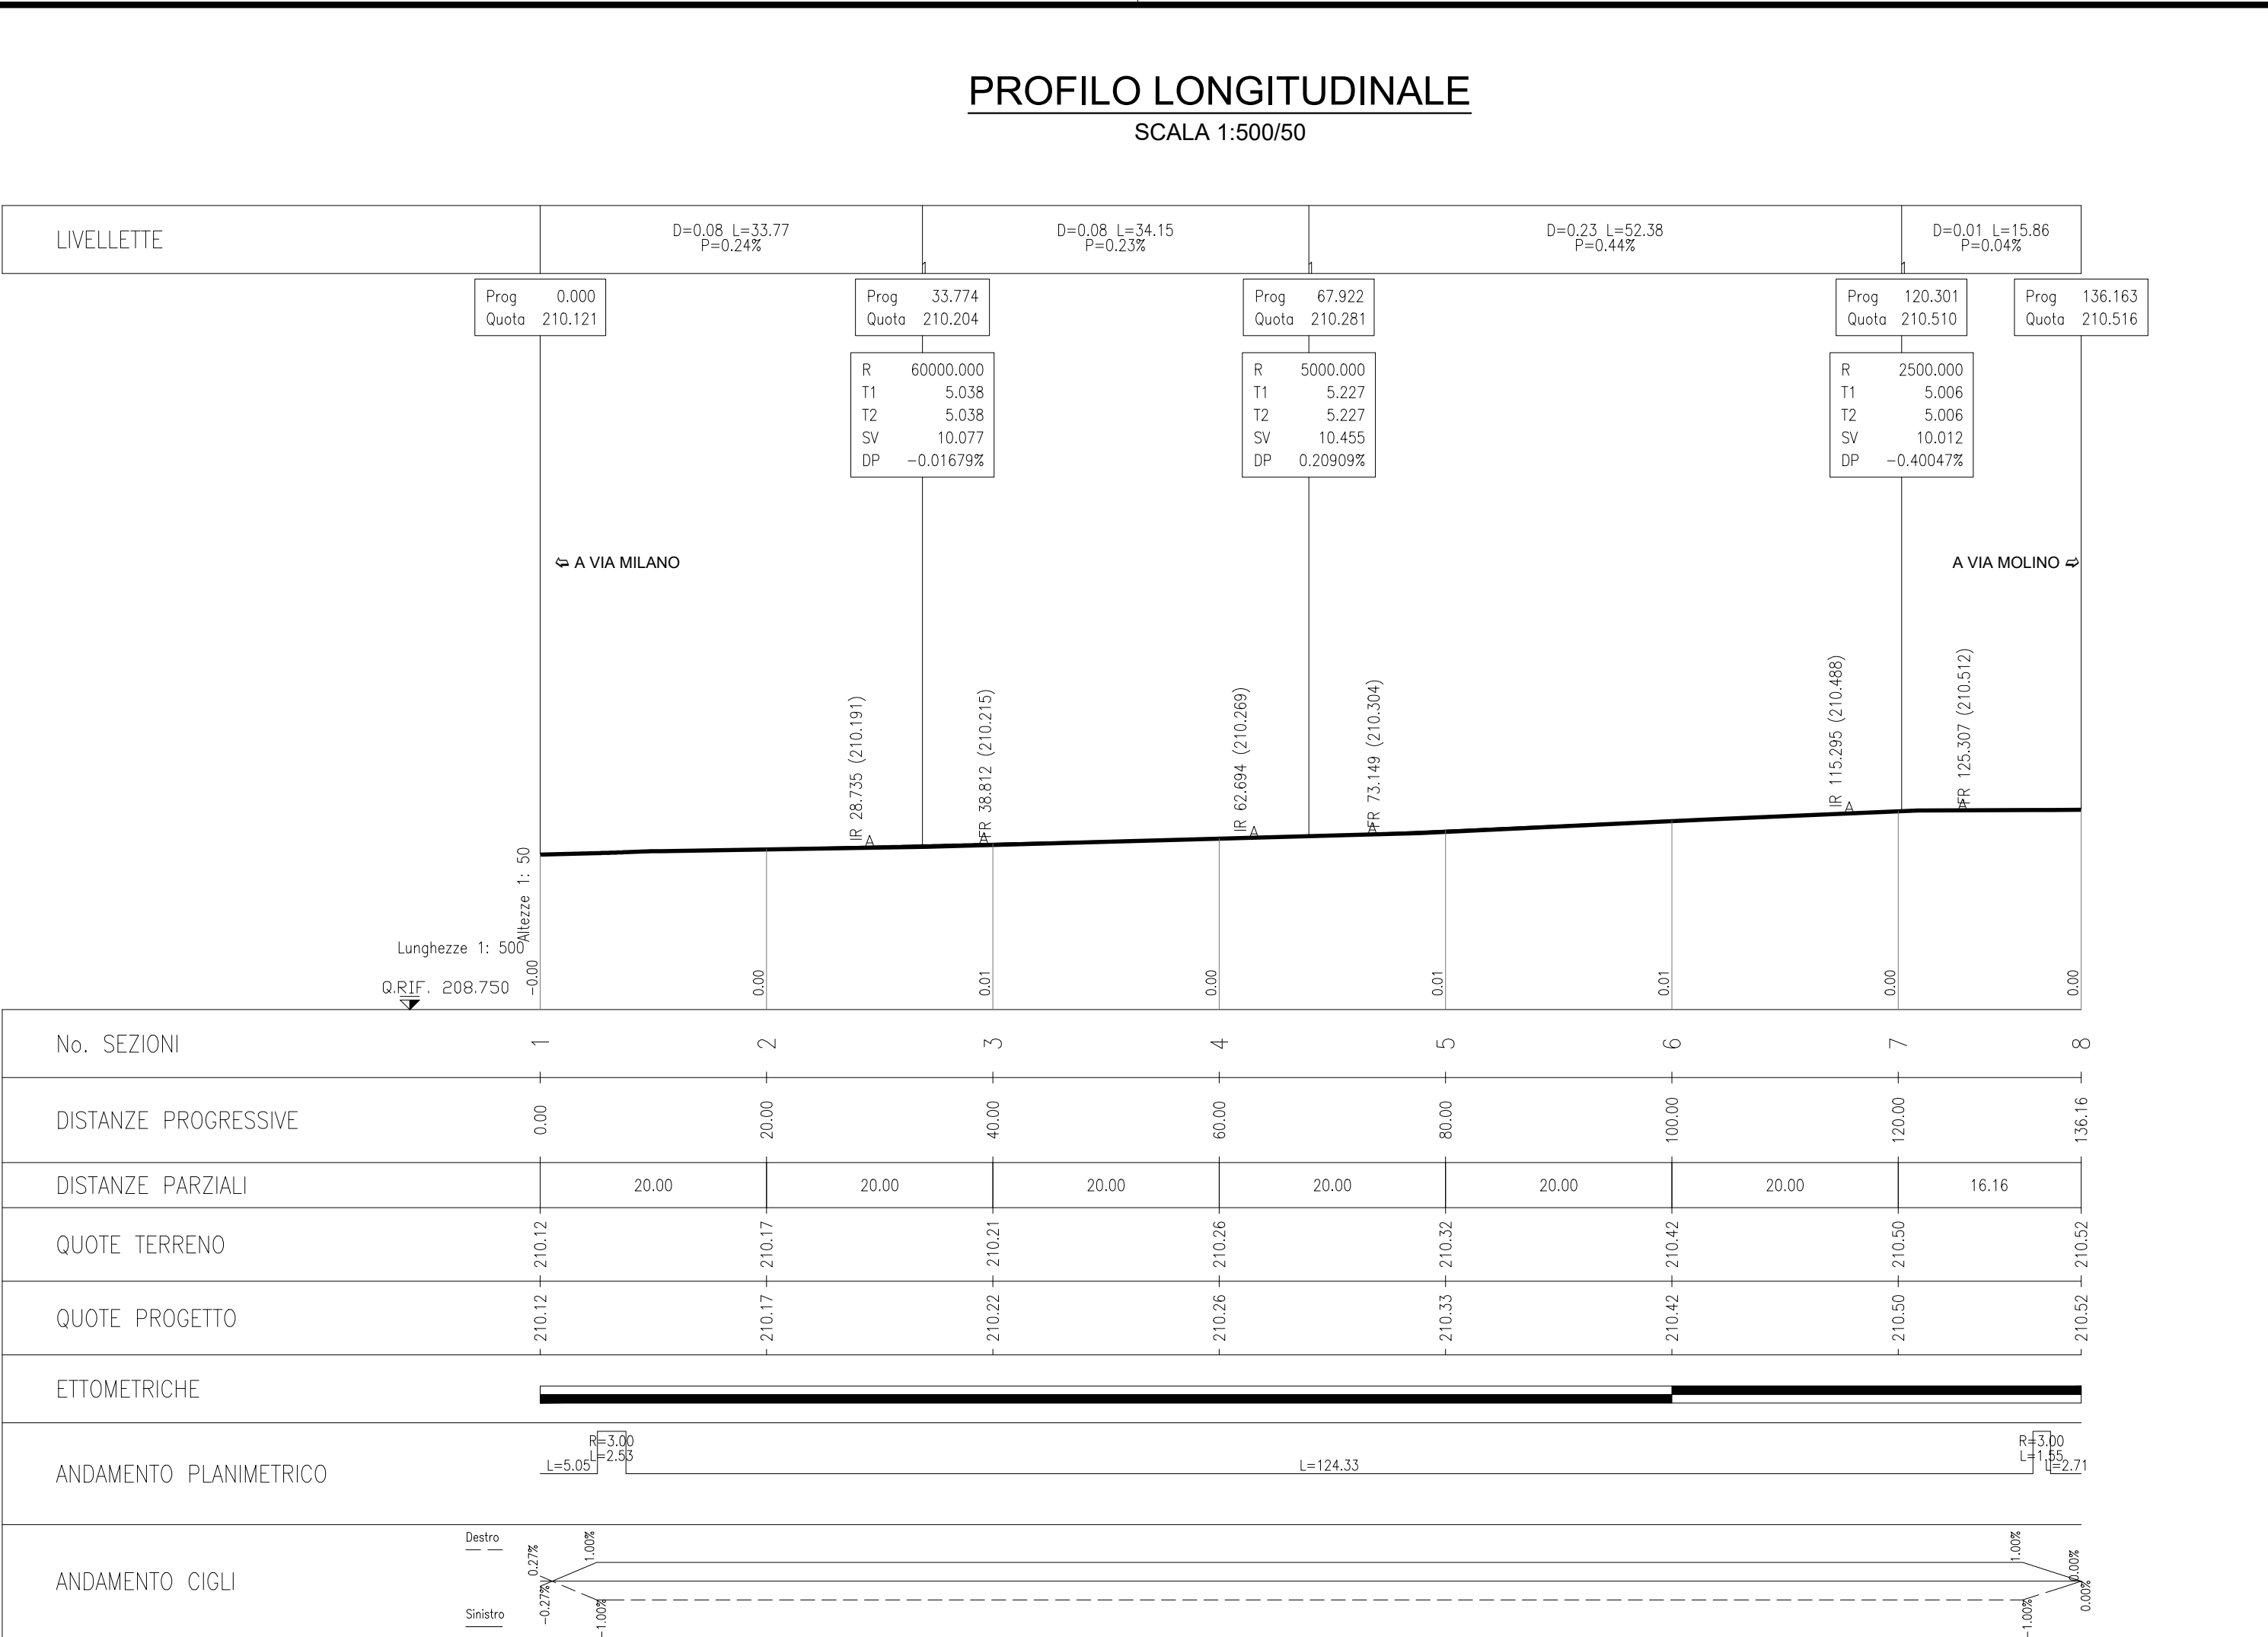 PROFILO LONGITUDINALE
SCALA 1:500/50
LIVELLETTE
D=0.08 L=33.77
P=0.24%
D=0.08 L=34.15
P=0.23%
D=0.23 L=52.38
P=0.44%
D=0.01 L=15.86
P=0.04%
1
1
1
Prog 0.000
Quota 210.121
Prog 33.774
Quota 210.204
Prog 67.922
Quota 210.281
Prog 120.301
Quota 210.510
Prog 136.163
Quota 210.516
R 60000.000
T1 5.038
T2 5.038
SV 10.077
DP -0.01679%
R 5000.000
T1 5.227
T2 5.227
SV 10.455
DP 0.20909%
R 2500.000
T1 5.006
T2 5.006
SV 10.012
DP -0.40047%
A VIA MILANO
A VIA MOLINO
IR 28.735 (210.191)
FR 38.812 (210.215)
IR 62.694 (210.269)
FR 73.149 (210.304)
IR 115.295 (210.488)
FR 125.307 (210.512)
A
A
A
A
A
A
Altezze 1: 50
Lunghezze 1: 500
Q.RIF. 208.750
-0.00
0.00
0.01
0.00
0.01
0.01
0.00
0.00
No. SEZIONI
1
2
3
4
5
6
7
8
DISTANZE PROGRESSIVE
0.00
20.00
40.00
60.00
80.00
100.00
120.00
136.16
DISTANZE PARZIALI
20.00
20.00
20.00
20.00
20.00
20.00
16.16
QUOTE TERRENO
210.12
210.17
210.21
210.26
210.32
210.42
210.50
210.52
QUOTE PROGETTO
210.12
210.17
210.22
210.26
210.33
210.42
210.50
210.52
ETTOMETRICHE
ANDAMENTO PLANIMETRICO
L=5.05
R=3.00
L=2.53
L=124.33
R=3.00
L=1.55
L=2.71
ANDAMENTO CIGLI
Destro
Sinistro
0.27%
-0.27%
1.00%
-1.00%
1.00%
-1.00%
0.00%
0.00%